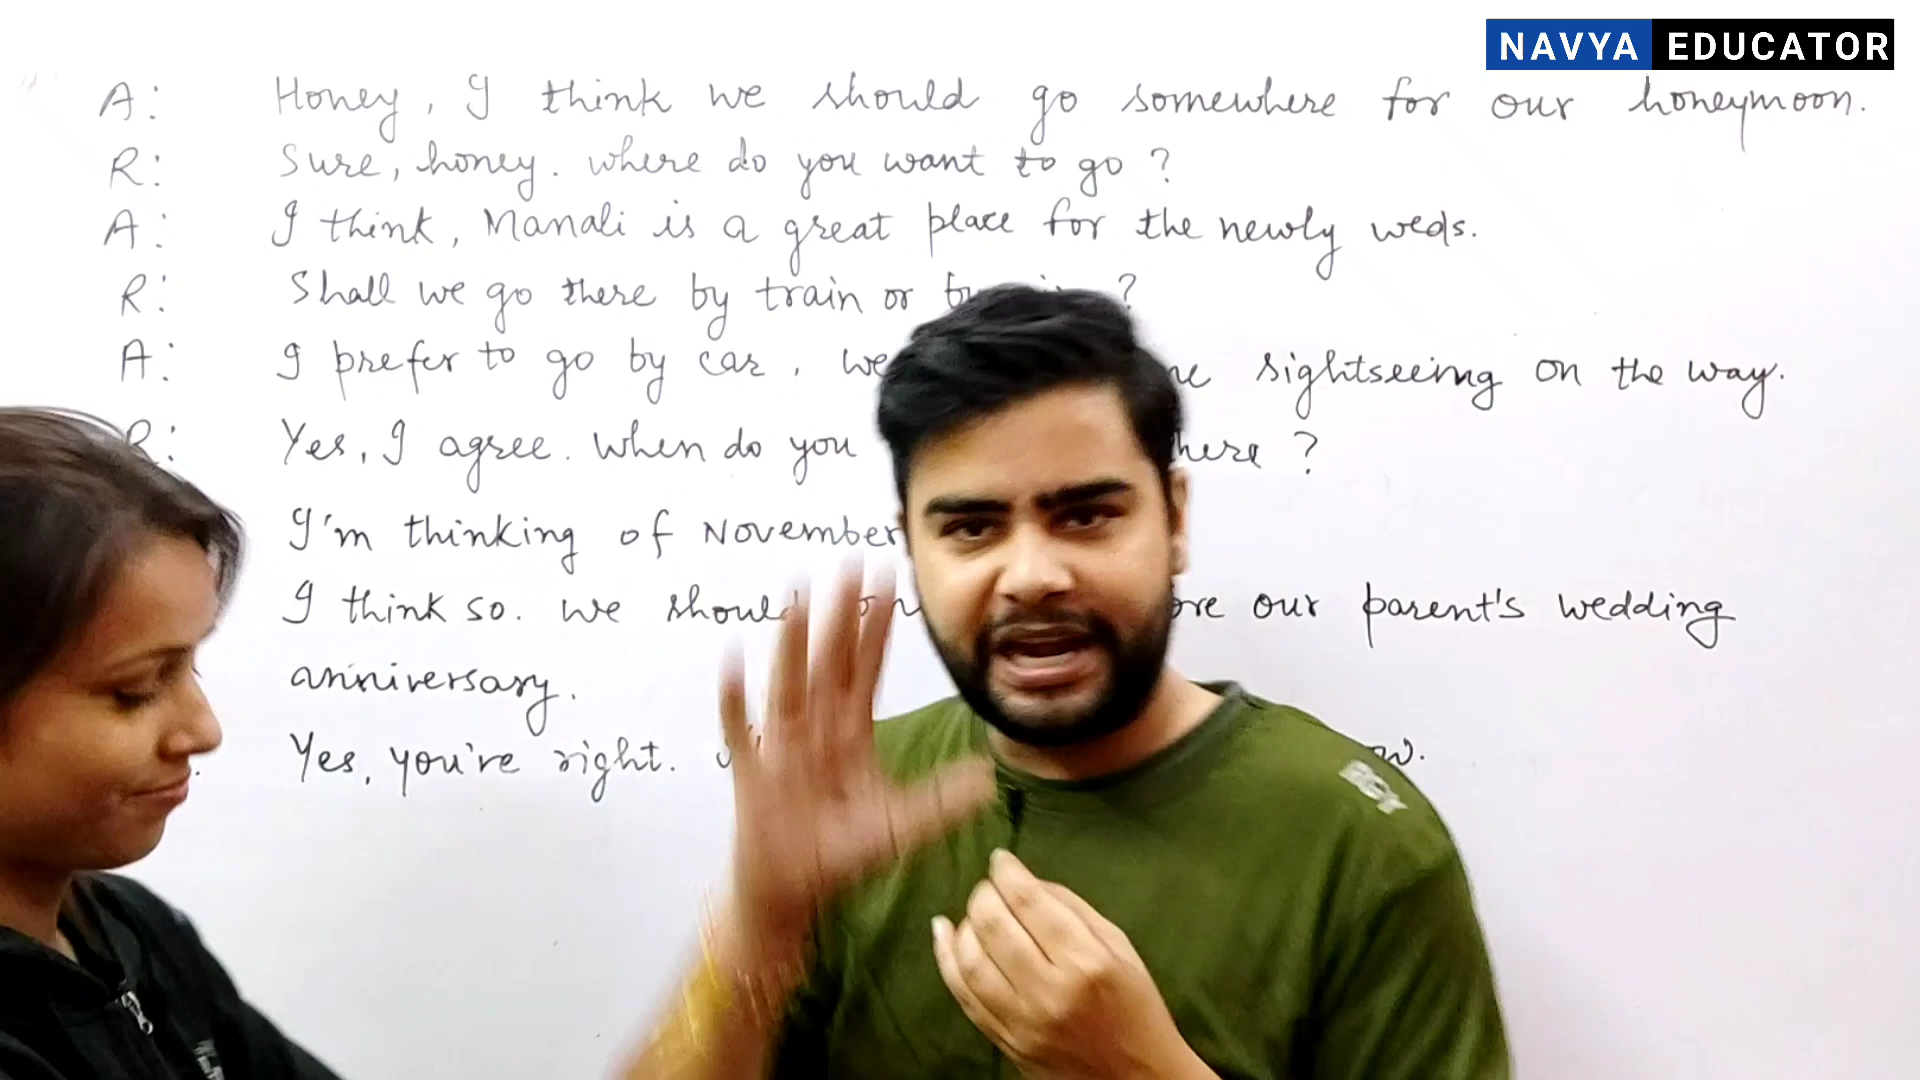 NAVYA EDUCATOR
A: Honey, I think we should go somewhere for our honeymoon.
R: Sure, honey. where do you want to go ?
A: I think, Manali is a great place for the newly weds.
R: Shall we go there by train or ?
A: I prefer to go by car, we sightseeing on the way.
R: Yes, I agree. When do you ?
I'm thinking of November
I think so. We should our parent's wedding
anniversary.
Yes, you're right.